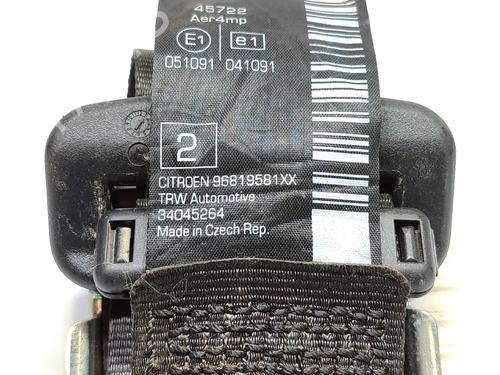 45722
Aer4mp
E1 e1
051091 041091
2
CITROEN 96819581XX
TRW Automotive
34045264
Made in Czech Rep.